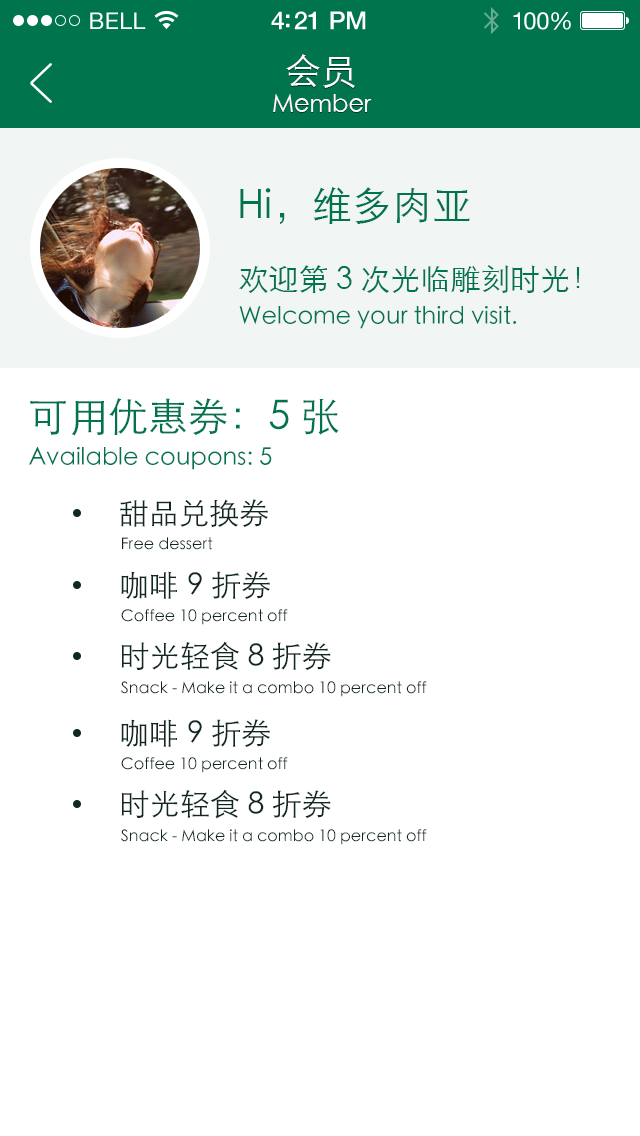 BELL 4:21 PM 100%
会员
Member
Hi，维多肉亚
欢迎第 3 次光临雕刻时光！
Welcome your third visit.
可用优惠券：5 张
Available coupons: 5
• 甜品兑换券
Free dessert
• 咖啡 9 折券
Coffee 10 percent off
• 时光轻食 8 折券
Snack - Make it a combo 10 percent off
• 咖啡 9 折券
Coffee 10 percent off
• 时光轻食 8 折券
Snack - Make it a combo 10 percent off